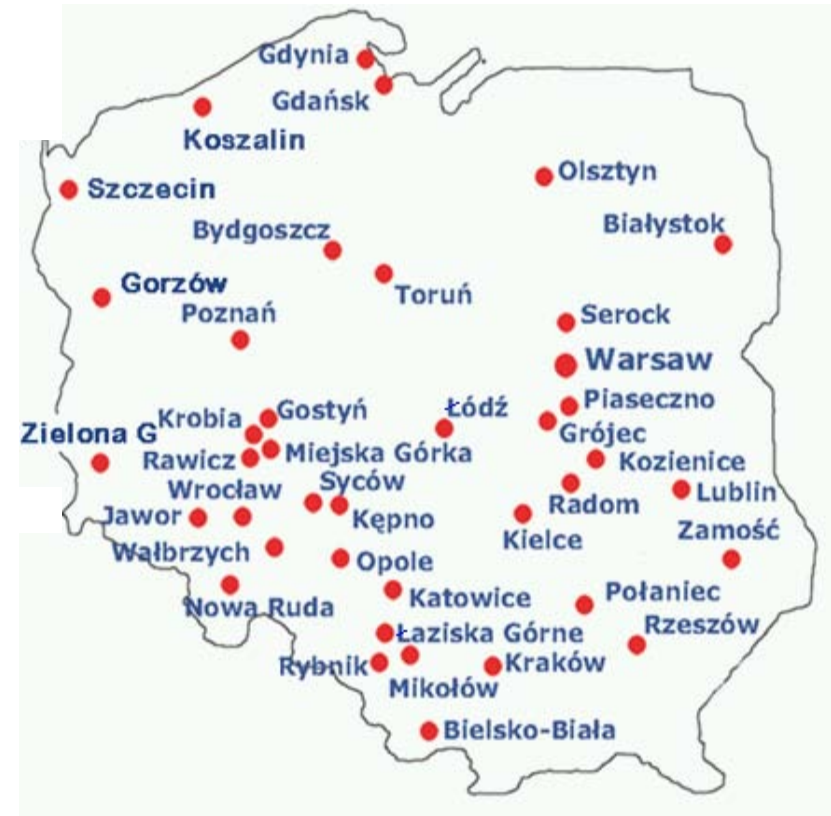 Gdynia
Gdańsk
Koszalin
Olsztyn
Szczecin
Białystok
Bydgoszcz
Gorzów
Toruń
Poznań
Serock
Warsaw
Piaseczno
Łódź
Gostyń
Krobia
Zielona G
Grójec
Miejska Górka
Rawicz
Kozienice
Syców
Wrocław
Lublin
Radom
Jawor
Kępno
Zamość
Kielce
Wałbrzych
Opole
Połaniec
Katowice
Nowa Ruda
Rzeszów
Łaziska Górne
Kraków
Rybnik
Mikołów
Bielsko-Biała